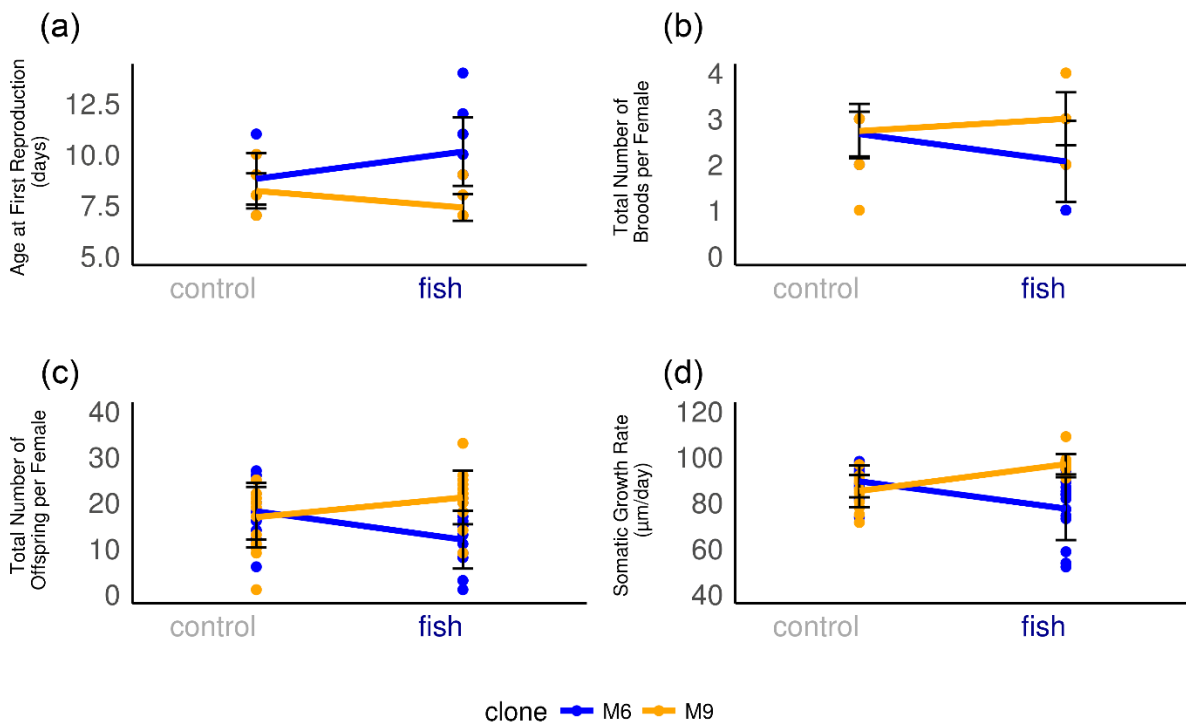 (a)
Age at First Reproduction
(days)
12.5
10.0
7.5
5.0
control fish
(b)
Total Number of
Broods per Female
4
3
2
1
0
control fish
(c)
Total Number of
Offspring per Female
40
30
20
10
0
control fish
(d)
Somatic Growth Rate
(µm/day)
120
100
80
60
40
control fish
clone M6 M9